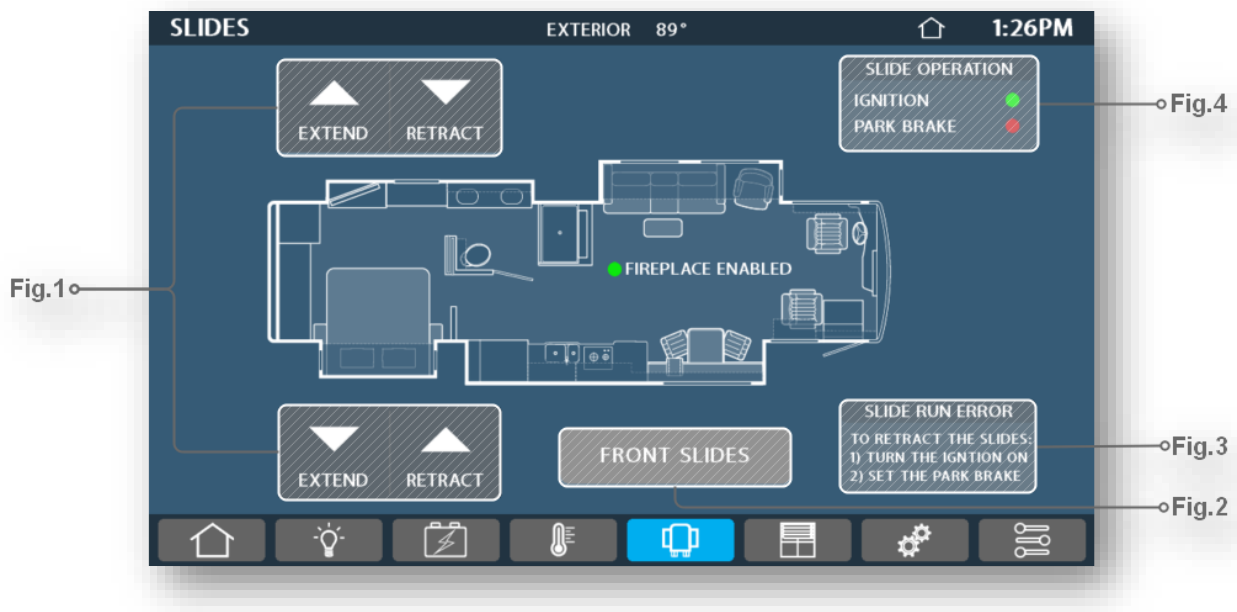 SLIDES
EXTERIOR 89°
1:26PM
EXTEND RETRACT
SLIDE OPERATION
IGNITION
PARK BRAKE
Fig.4
FIREPLACE ENABLED
Fig.1
EXTEND RETRACT
FRONT SLIDES
SLIDE RUN ERROR
TO RETRACT THE SLIDES:
1) TURN THE IGNTION ON
2) SET THE PARK BRAKE
Fig.3
Fig.2